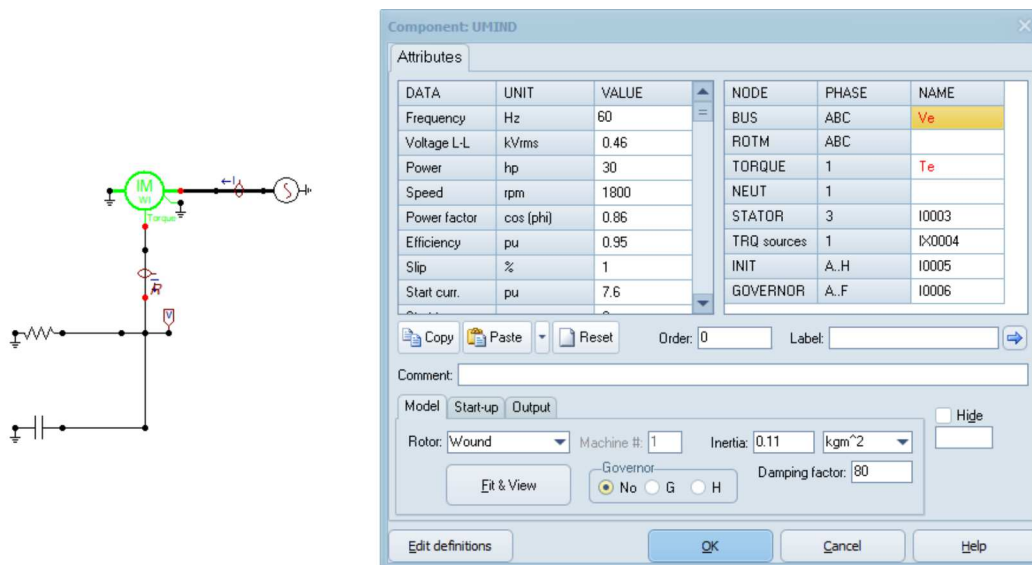 Component: UMIND
Attributes
DATA UNIT VALUE
Frequency Hz 60
Voltage L-L kVrms 0.46
Power hp 30
Speed rpm 1800
Power factor cos (phi) 0.86
Efficiency pu 0.95
Slip % 1
Start curr. pu 7.6
NODE PHASE NAME
BUS ABC Ve
ROTM ABC
TORQUE 1 Te
NEUT 1
STATOR 3 I0003
TRQ sources 1 IX0004
INIT A..H I0005
GOVERNOR A..F I0006
Copy Paste Reset Order: 0 Label:
Comment:
Model Start-up Output
Hide
Rotor: Wound Machine #: 1 Inertia: 0.11 kgm^2
Fit & View
Governor
No G H
Damping factor: 80
Edit definitions OK Cancel Help
IM
WI
Torque
I
S
V